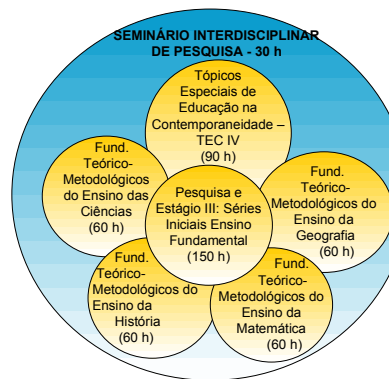 SEMINÁRIO INTERDISCIPLINAR
DE PESQUISA - 30 h
Tópicos
Especiais de
Educação na
Contemporaneidade –
TEC IV
(90 h)
Fund.
Teórico-
Metodológicos
do Ensino das
Ciências
(60 h)
Pesquisa e
Estágio III: Séries
Iniciais Ensino
Fundamental
(150 h)
Fund.
Teórico-
Metodológicos do
Ensino da
Geografia
(60 h)
Fund.
Teórico-
Metodológicos do
Ensino da
História
(60 h)
Fund.
Teórico-
Metodológicos do
Ensino da
Matemática
(60 h)